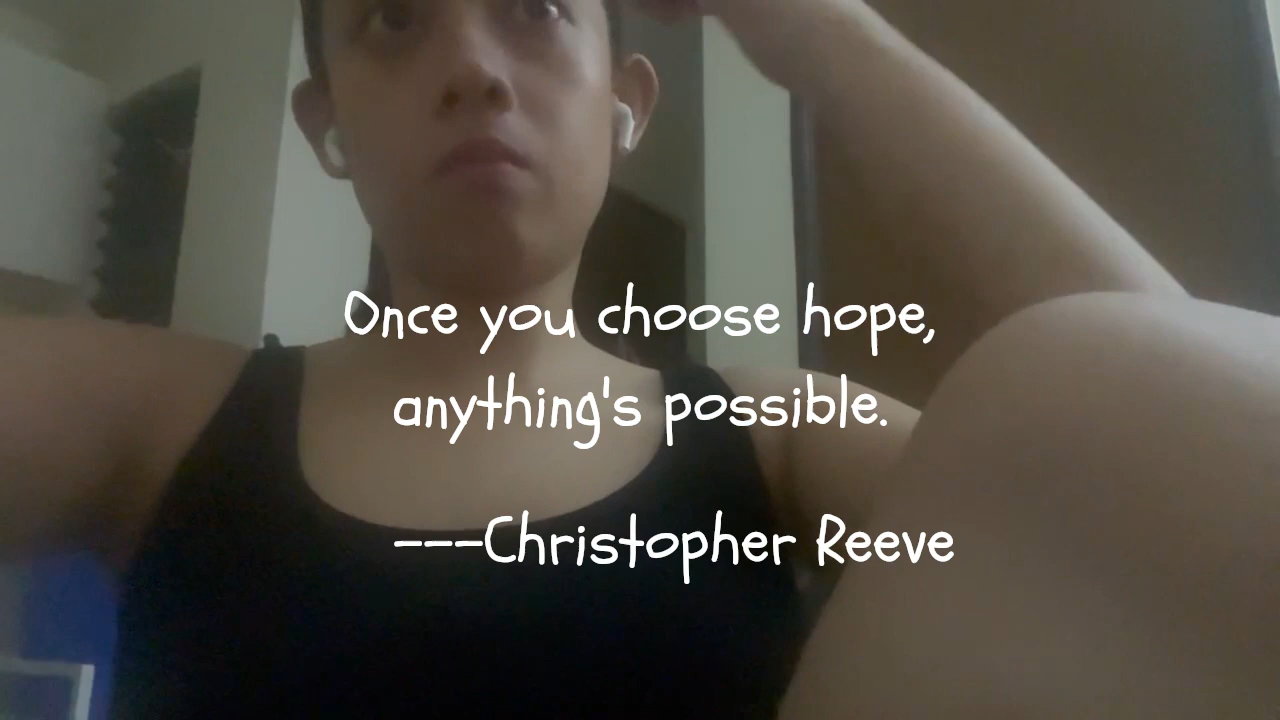 Once you choose hope,
anything's possible.
---Christopher Reeve